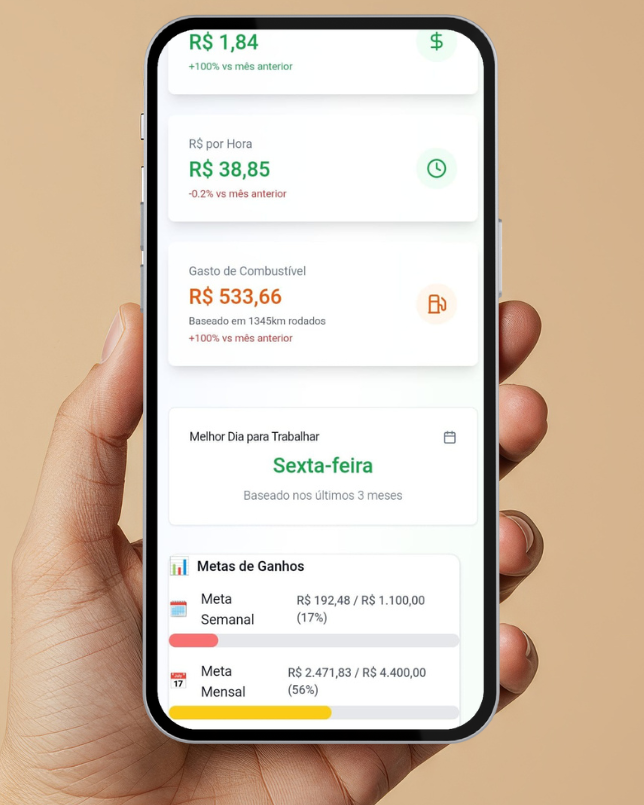 R$ 1,84
+100% vs mês anterior
R$ por Hora
R$ 38,85
-0.2% vs mês anterior
Gasto de Combustível
R$ 533,66
Baseado em 1345km rodados
+100% vs mês anterior
Melhor Dia para Trabalhar
Sexta-feira
Baseado nos últimos 3 meses
Metas de Ganhos
Meta
Semanal
R$ 192,48 / R$ 1.100,00
(17%)
Meta
Mensal
R$ 2.471,83 / R$ 4.400,00
(56%)